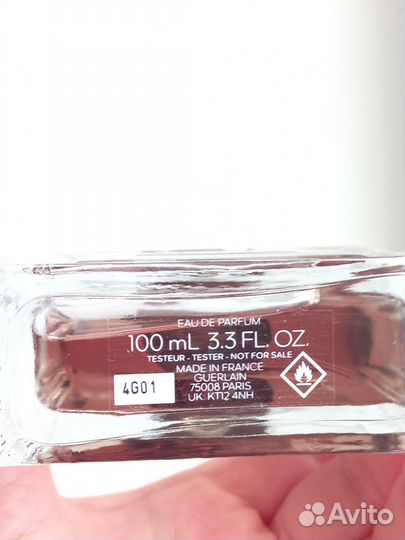 EAU DE PARFUM
100 mL 3.3 FL. OZ.
TESTEUR - TESTER - NOT FOR SALE
MADE IN FRANCE
GUERLAIN
75008 PARIS
UK: KT12 4NH
4G01
Avito